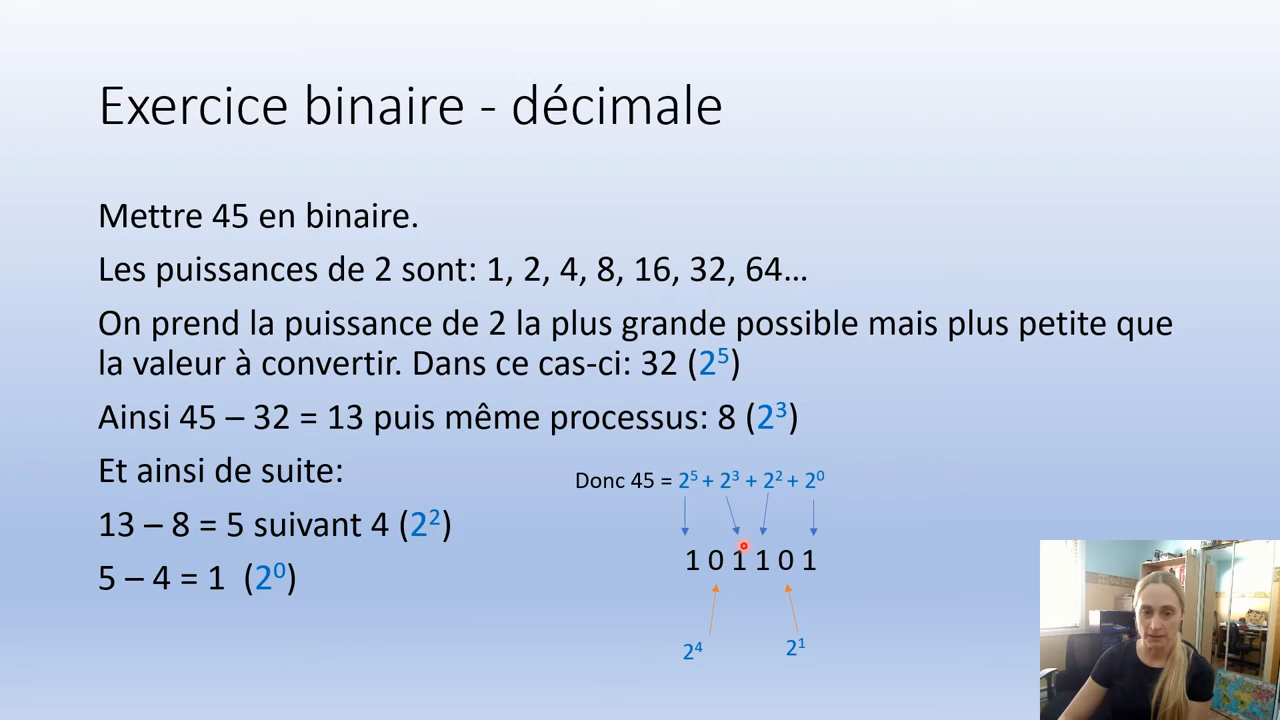 Exercice binaire - décimale
Mettre 45 en binaire.
Les puissances de 2 sont: 1, 2, 4, 8, 16, 32, 64…
On prend la puissance de 2 la plus grande possible mais plus petite que
la valeur à convertir. Dans ce cas-ci: 32 (2⁵)
Ainsi 45 – 32 = 13 puis même processus: 8 (2³)
Et ainsi de suite:
13 – 8 = 5 suivant 4 (2²)
5 – 4 = 1 (2⁰)
Donc 45 = 2⁵ + 2³ + 2² + 2⁰
1 0 1 1 0 1
2⁴ 2¹